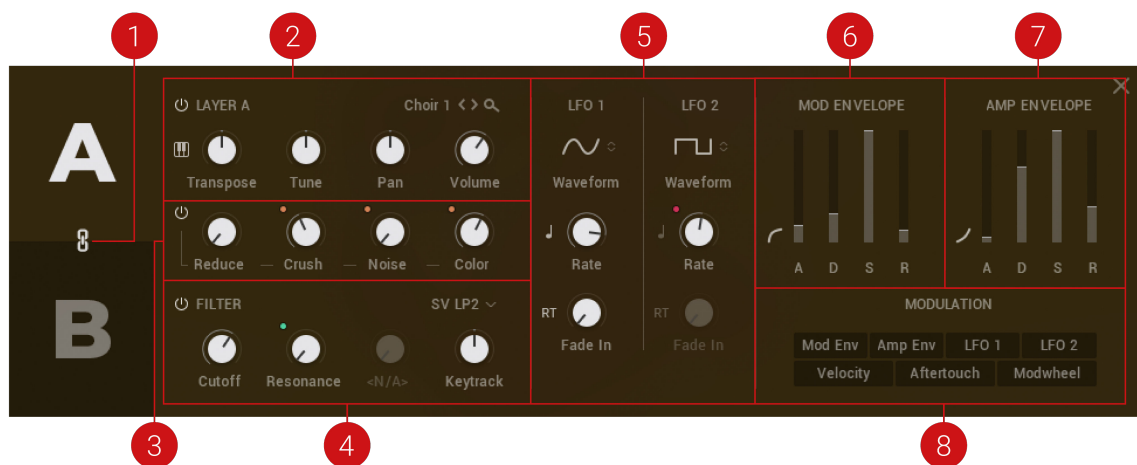 1
2
5
6
7
A
B
LAYER A
Choir 1
Transpose Tune Pan Volume
Reduce Crush Noise Color
FILTER
SV LP2
Cutoff Resonance <N/A> Keytrack
LFO 1
LFO 2
Waveform
Waveform
Rate
Rate
RT
RT
Fade In
Fade In
MOD ENVELOPE
A D S R
AMP ENVELOPE
A D S R
MODULATION
Mod Env Amp Env LFO 1 LFO 2
Velocity Aftertouch Modwheel
3
4
8